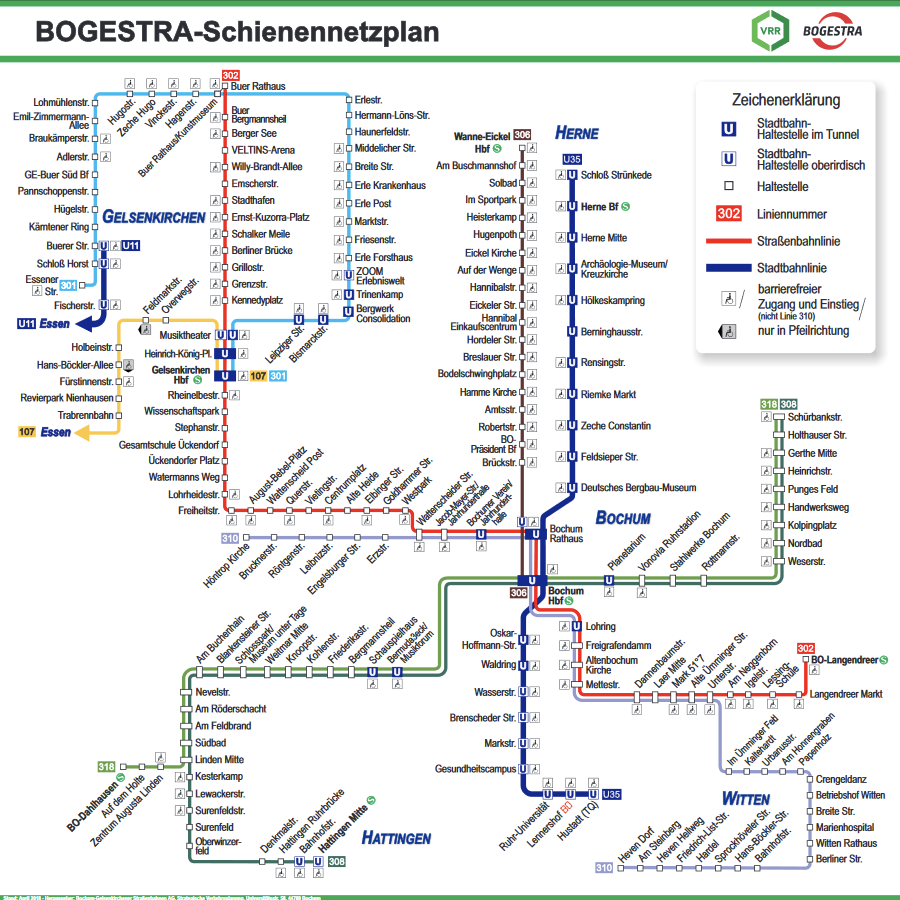 BOGESTRA-Schienennetzplan
VRR
BOGESTRA
Zeichenerklärung
U
Stadtbahn-
Haltestelle im Tunnel
U
Stadtbahn-
Haltestelle oberirdisch
Haltestelle
302 Liniennummer
Straßenbahnlinie
Stadtbahnlinie
barrierefreier
Zugang und Einstieg
(nicht Linie 310)
nur in Pfeilrichtung
GELSENKIRCHEN
302
Buer Rathaus
Hugostr.
Zeche Hugo
Vinckestr.
Hagenstr.
Buer Rathaus/Kunstmuseum
Lohmühlenstr.
Emil-Zimmermann-
Allee
Braukämperstr.
Adlerstr.
GE-Buer Süd Bf
Pannschoppenstr.
Hügelstr.
Kärntener Ring
Buerer Str.
U11
Schloß Horst
Essener
Str.
301
Fischerstr.
U11 Essen
Buer
Bergmannsheil
Berger See
VELTINS-Arena
Willy-Brandt-Allee
Emscherstr.
Stadthafen
Ernst-Kuzorra-Platz
Schalker Meile
Berliner Brücke
Grillostr.
Grenzstr.
Kennedyplatz
Erlestr.
Hermann-Löns-Str.
Haunerfeldstr.
Middelicher Str.
Breite Str.
Erle Krankenhaus
Erle Post
Marktstr.
Friesenstr.
Erle Forsthaus
ZOOM
Erlebniswelt
Trinenkamp
Bergwerk
Consolidation
Leipziger Str.
Bismarckstr.
Feldmarkstr.
Overwegstr.
Musiktheater
Heinrich-König-Pl.
Gelsenkirchen
Hbf S
107 301
Holbeinstr.
Hans-Böckler-Allee
Fürstinnenstr.
Revierpark Nienhausen
Trabrennbahn
107 Essen
Rheinelbestr.
Wissenschaftspark
Stephanstr.
Gesamtschule Ückendorf
Ückendorfer Platz
Watermanns Weg
Lohrheidestr.
Freiheitstr.
August-Bebel-Platz
Wattenscheid Post
Querstr.
Vietingstr.
Centrumplatz
Alte Heide
Elbinger Str.
Goldhammer Str.
Westpark
Wattenscheider Str.
Jacob-Mayer-Str./
Jahrhunderthalle
Bochumer Verein/
Jahrhundert-
halle
310
Höntrop Kirche
Brucknerstr.
Röntgenstr.
Leibnizstr.
Engelsburger Str.
Erzstr.
HERNE
Wanne-Eickel
Hbf S
306
Am Buschmannshof
Solbad
Im Sportpark
Heisterkamp
Hugenpoth
Eickel Kirche
Auf der Wenge
Hannibalstr.
Eickeler Str.
Hannibal
Einkaufszentrum
Hordeler Str.
Breslauer Str.
Bodelschwinghplatz
Hamme Kirche
Amtsstr.
Robertstr.
BO-
Präsident Bf
Brückstr.
U35
Schloß Strünkede
Herne Bf S
Herne Mitte
Archäologie-Museum/
Kreuzkirche
Hölkeskampring
Berninghausstr.
Rensingstr.
Riemke Markt
Zeche Constantin
Feldsieper Str.
Deutsches Bergbau-Museum
BOCHUM
Bochum
Rathaus
306
Bochum
Hbf S
Planetarium
Vonovia Ruhrstadion
Stahlwerke Bochum
Rottmannstr.
318 308
Schürbankstr.
Holthauser Str.
Gerthe Mitte
Heinrichstr.
Punges Feld
Handwerksweg
Kolpingplatz
Nordbad
Weserstr.
Am Buchenhain
Blankensteiner Str.
Schlosspark/
Museum unter Tage
Weitmar Mitte
Knoopstr.
Kohlenstr.
Friederikastr.
Bergmannsheil
Schauspielhaus
Bermuda3eck/
Musikforum
Oskar-
Hoffmann-Str.
Waldring
Wasserstr.
Brenscheder Str.
Markstr.
Gesundheitscampus
Ruhr-Universität
Lennershof BO
Hustadt (TQ)
U35
Lohring
Freigrafendamm
Altenbochum
Kirche
Mettestr.
Dannenbaumstr.
Laer Mitte
Mark 51°7
Alte Ümminger Str.
Unterstr.
Am Neggenborn
Igelstr.
Lessing-
Schule
302
BO-Langendreer S
Langendreer Markt
Im Ümminger Feld
Kaltehardt
Urbanusstr.
Am Honnengraben
Papenholz
Crengeldanz
Betriebshof Witten
Breite Str.
Marienhospital
Witten Rathaus
Berliner Str.
WITTEN
310
Heven Dorf
Am Steinberg
Heven Hellweg
Friedrich-List-Str.
Hardel
Sprockhöveler Str.
Hans-Böckler-Str.
Bahnhofstr.
Nevelstr.
Am Röderschacht
Am Feldbrand
Südbad
Linden Mitte
318
BO-Dahlhausen S
Auf dem Holte
Zentrum Augusta Linden
Kesterkamp
Lewackerstr.
Surenfeldstr.
Surenfeld
Oberwinzer-
feld
Denkmalstr.
Hattingen Ruhrbrücke
Bahnhofstr.
Hattingen Mitte S
308
HATTINGEN